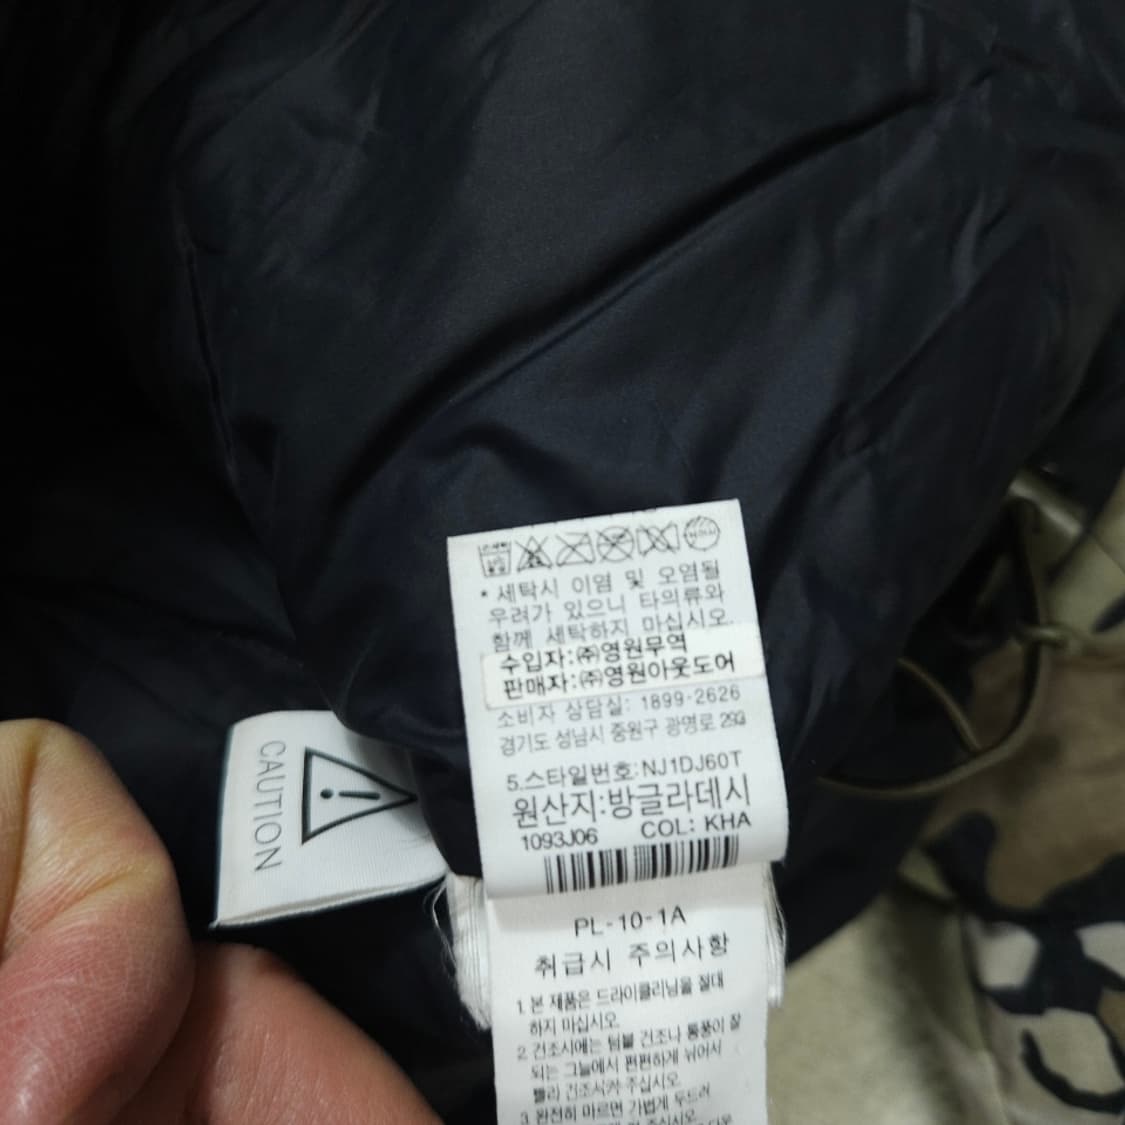 * 세탁시 이염 및 오염될
우려가 있으니 타의류와
함께 세탁하지 마십시오.
수입자:㈜영원무역
판매자:㈜영원아웃도어
소비자 상담실: 1899-2626
경기도 성남시 중원구 광명로 293
5.스타일번호:NJ1DJ60T
원산지:방글라데시
1093J06 COL: KHA
CAUTION
PL-10-1A
취급시 주의사항
1. 본 제품은 드라이클리닝을 절대
하지 마십시오.
2. 건조시에는 텀블 건조나 통풍이 잘
되는 그늘에서 편편하게 뉘어서
빨리 건조시켜 주십시오.
3. 완전히 마르면 가볍게 두드려
주십시오.